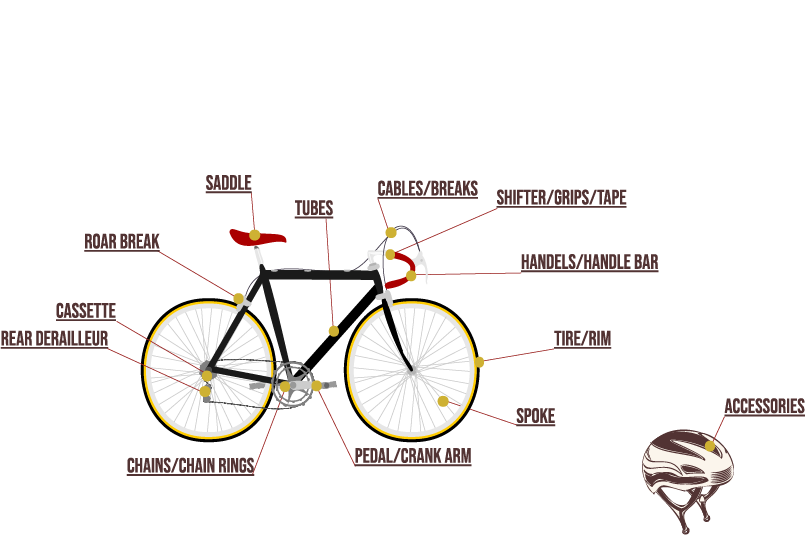 SADDLE
CABLES/BREAKS
SHIFTER/GRIPS/TAPE
TUBES
ROAR BREAK
HANDELS/HANDLE BAR
CASSETTE
REAR DERAILLEUR
TIRE/RIM
ACCESSORIES
SPOKE
PEDAL/CRANK ARM
CHAINS/CHAIN RINGS